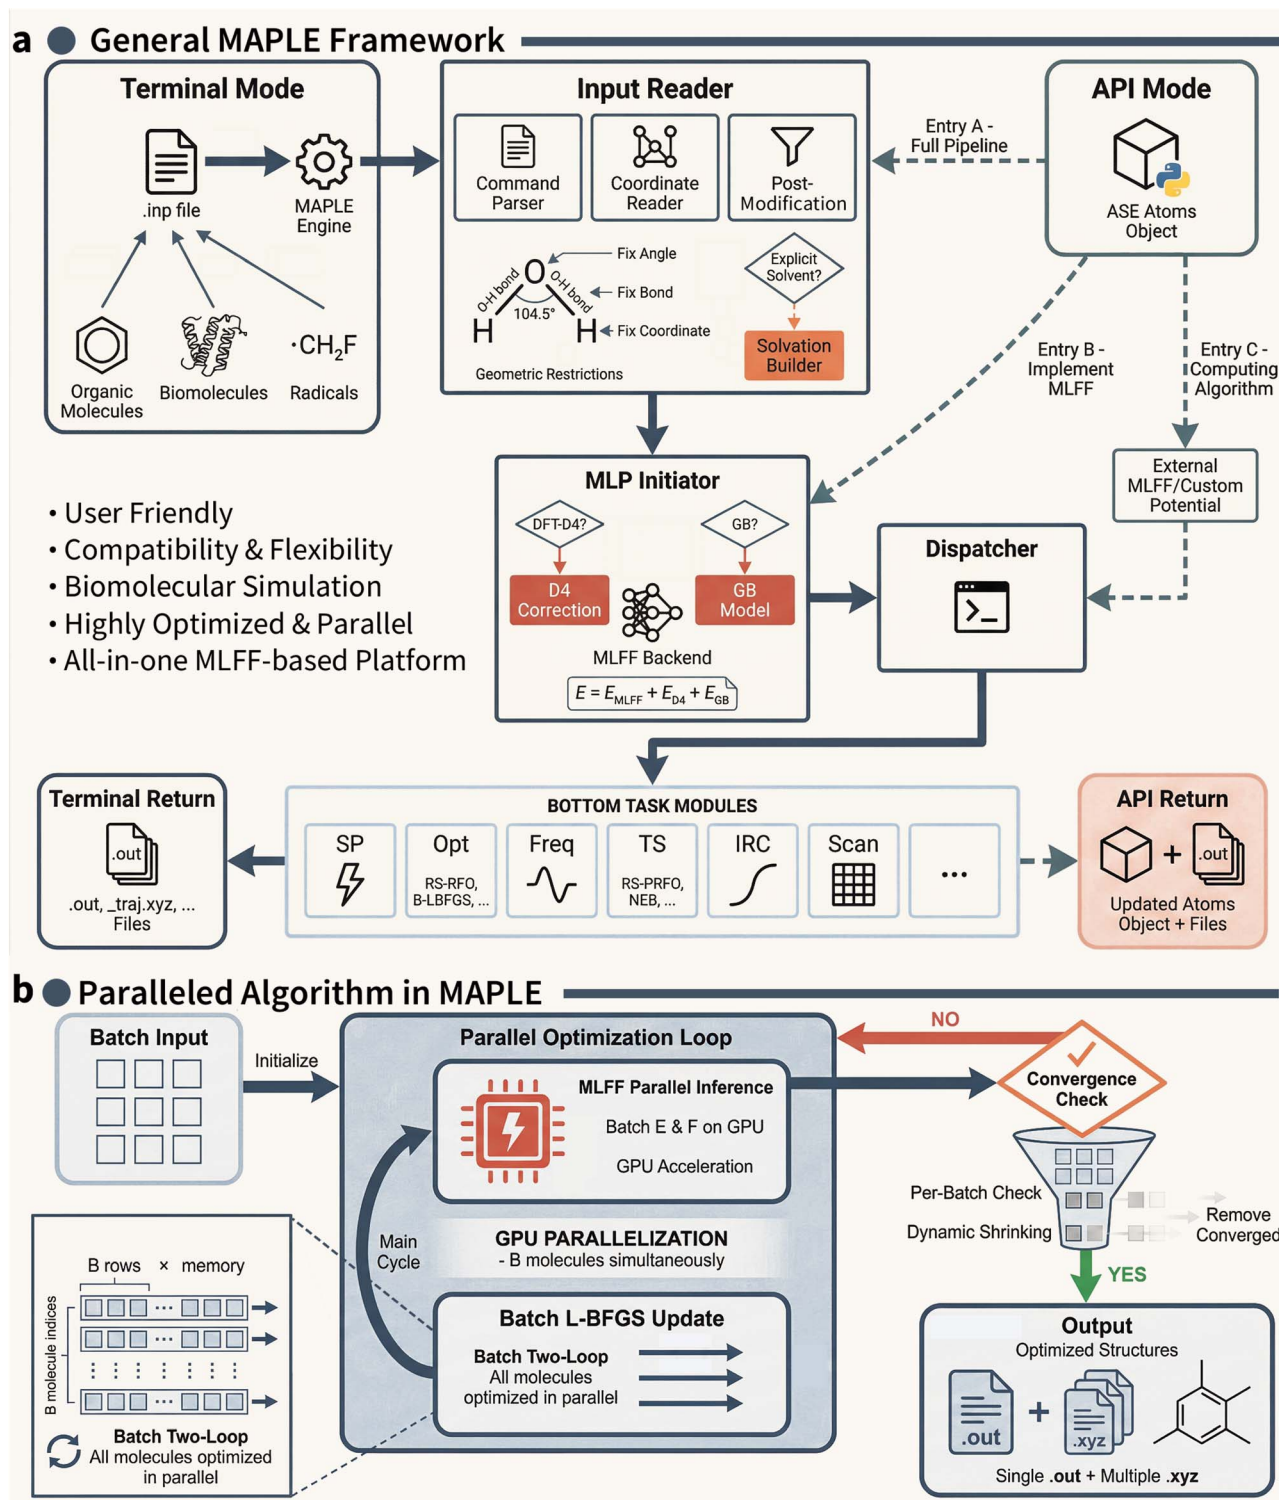 a General MAPLE Framework
Terminal Mode
.inp file
MAPLE
Engine
Organic
Molecules
Biomolecules
·CH₂F
Radicals
Input Reader
Command
Parser
Coordinate
Reader
Post-
Modification
O
H
H
O-H bond
O-H bond
104.5°
Fix Angle
Fix Bond
Fix Coordinate
Geometric Restrictions
Explicit
Solvent?
Solvation
Builder
Entry A -
Full Pipeline
API Mode
ASE Atoms
Object
Entry B -
Implement
MLFF
Entry C -
Computing
Algorithm
External
MLFF/Custom
Potential
• User Friendly
• Compatibility & Flexibility
• Biomolecular Simulation
• Highly Optimized & Parallel
• All-in-one MLFF-based Platform
MLP Initiator
DFT-D4?
GB?
D4
Correction
GB
Model
MLFF Backend
E = E_MLFF + E_D4 + E_GB
Dispatcher
>_
Terminal Return
.out
.out, _traj.xyz, ...
Files
BOTTOM TASK MODULES
SP
Opt
RS-RFO,
B-LBFGS, ...
Freq
TS
RS-PRFO,
NEB, ...
IRC
Scan
...
API Return
+
.out
Updated Atoms
Object + Files
b Paralleled Algorithm in MAPLE
Batch Input
Initialize
Parallel Optimization Loop
MLFF Parallel Inference
Batch E & F on GPU
GPU Acceleration
Main
Cycle
GPU PARALLELIZATION
- B molecules simultaneously
Batch L-BFGS Update
Batch Two-Loop
All molecules
optimized in parallel
NO
Convergence
Check
Per-Batch Check
Dynamic Shrinking
Remove
Converged
YES
B rows × memory
B molecule indices
Batch Two-Loop
All molecules optimized
in parallel
Output
Optimized Structures
.out
+
.xyz
Single .out + Multiple .xyz